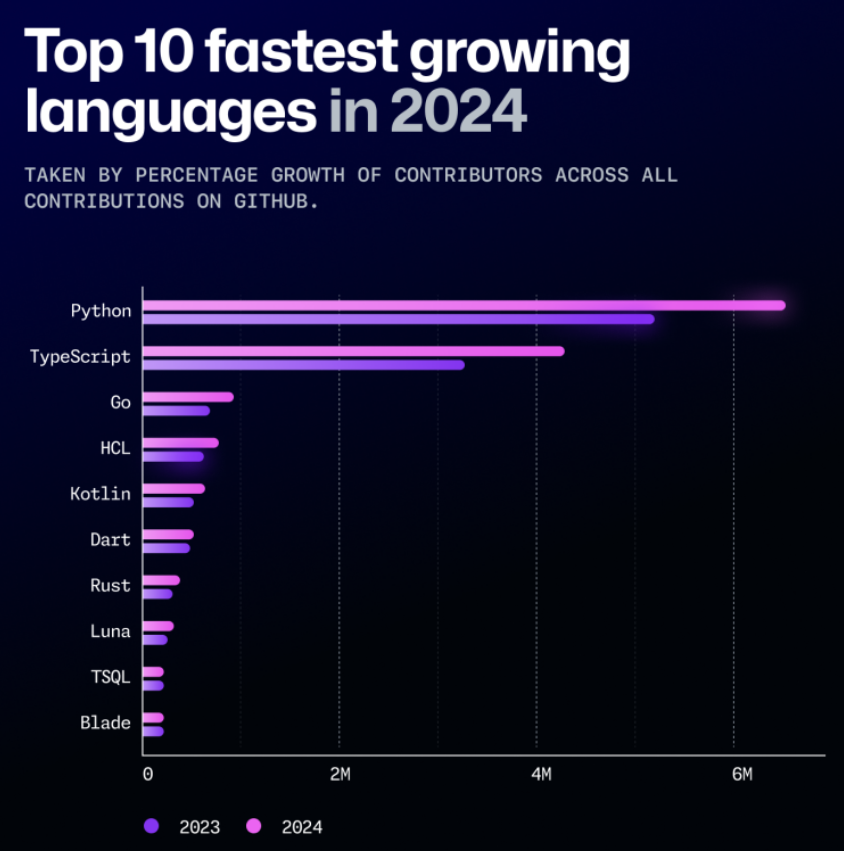 Top 10 fastest growing
languages in 2024
TAKEN BY PERCENTAGE GROWTH OF CONTRIBUTORS ACROSS ALL
CONTRIBUTIONS ON GITHUB.
Python
TypeScript
Go
HCL
Kotlin
Dart
Rust
Luna
TSQL
Blade
0 2M 4M 6M
2023 2024